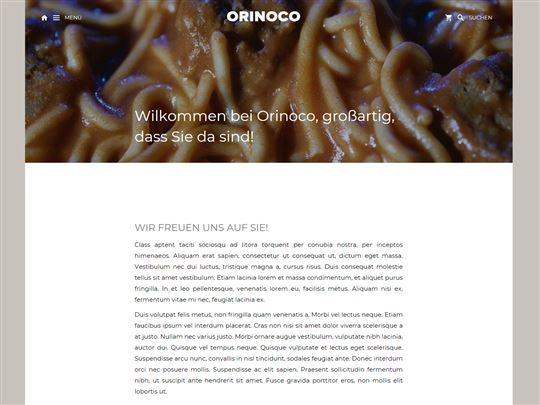 MENÜ
ORINOCO
SUCHEN
Wilkommen bei Orinoco, großartig,
dass Sie da sind!
WIR FREUEN UNS AUF SIE!
Class aptent taciti sociosqu ad litora torquent per conubia nostra, per inceptos
himenaeos. Aliquam erat sapien, consectetur ut consequat ut, dictum eget massa.
Vestibulum nec dui luctus, tristique magna a, cursus risus. Duis consequat molestie
tellus sit amet vestibulum. Etiam lacinia lorem et massa condimentum, et aliquet purus
fringilla. In et leo pellentesque, venenatis lorem eu, facilisis metus. Aliquam nisi ex,
fermentum vitae mi nec, feugiat lacinia ex.
Duis volutpat felis metus, non fringilla quam venenatis a. Morbi vel lectus neque. Etiam
faucibus ipsum vel interdum placerat. Cras non nisi sit amet dolor viverra scelerisque a
at justo. Nullam nec varius justo. Morbi ornare augue vestibulum, vulputate nibh lacinia,
auctor dui. Quisque vel tempus neque. Quisque vulputate et lectus eget scelerisque.
Suspendisse arcu nunc, convallis in nisl tincidunt, sodales feugiat ante. Donec interdum
orci nec posuere mollis. Suspendisse ac elit sapien. Praesent sollicitudin fermentum
nibh, ut suscipit ante hendrerit sit amet. Fusce gravida porttitor eros, non mollis elit
lobortis ut.